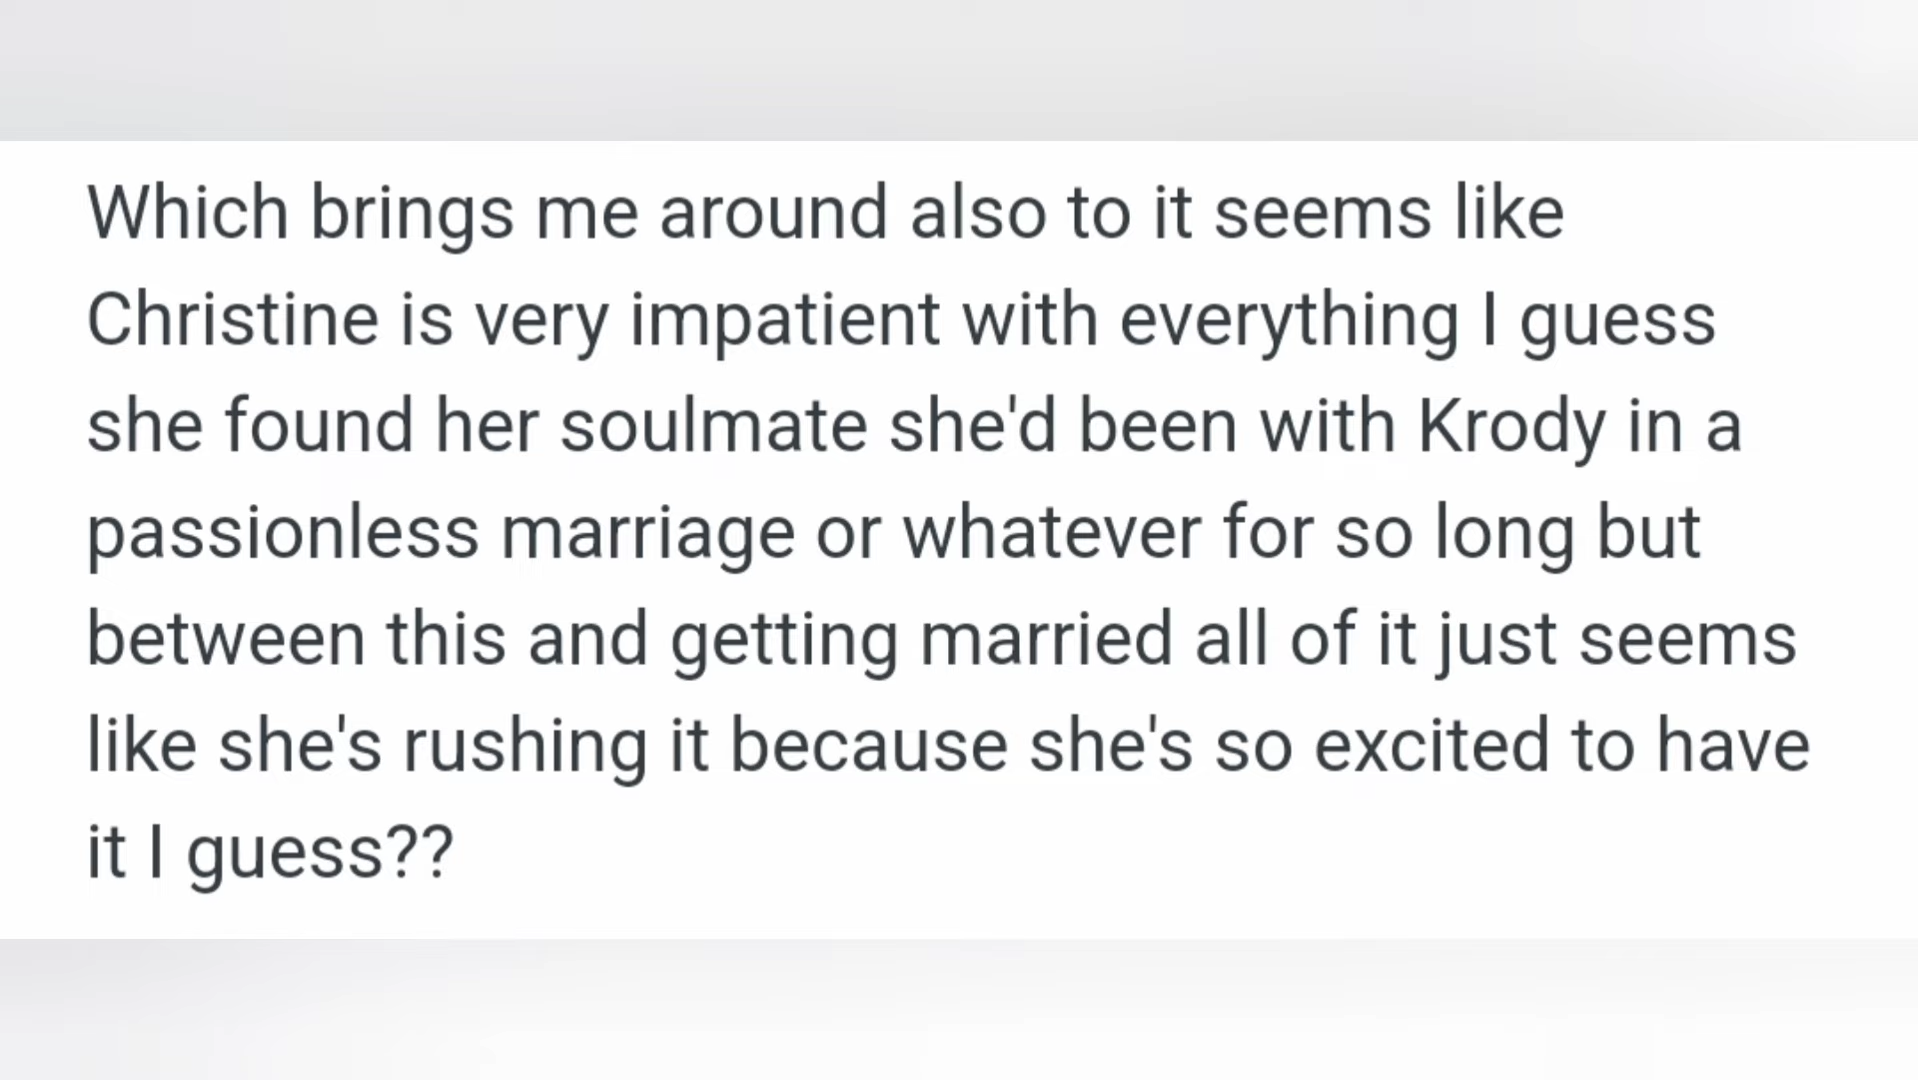 Which brings me around also to it seems like
Christine is very impatient with everything I guess
she found her soulmate she'd been with Krody in a
passionless marriage or whatever for so long but
between this and getting married all of it just seems
like she's rushing it because she's so excited to have
it I guess??